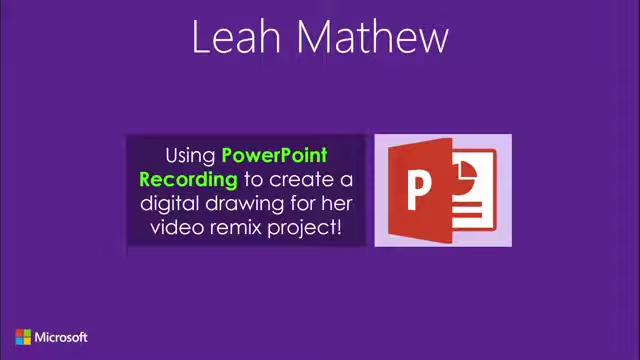 Leah Mathew
Using PowerPoint
Recording to create a
digital drawing for her
video remix project!
P
Microsoft